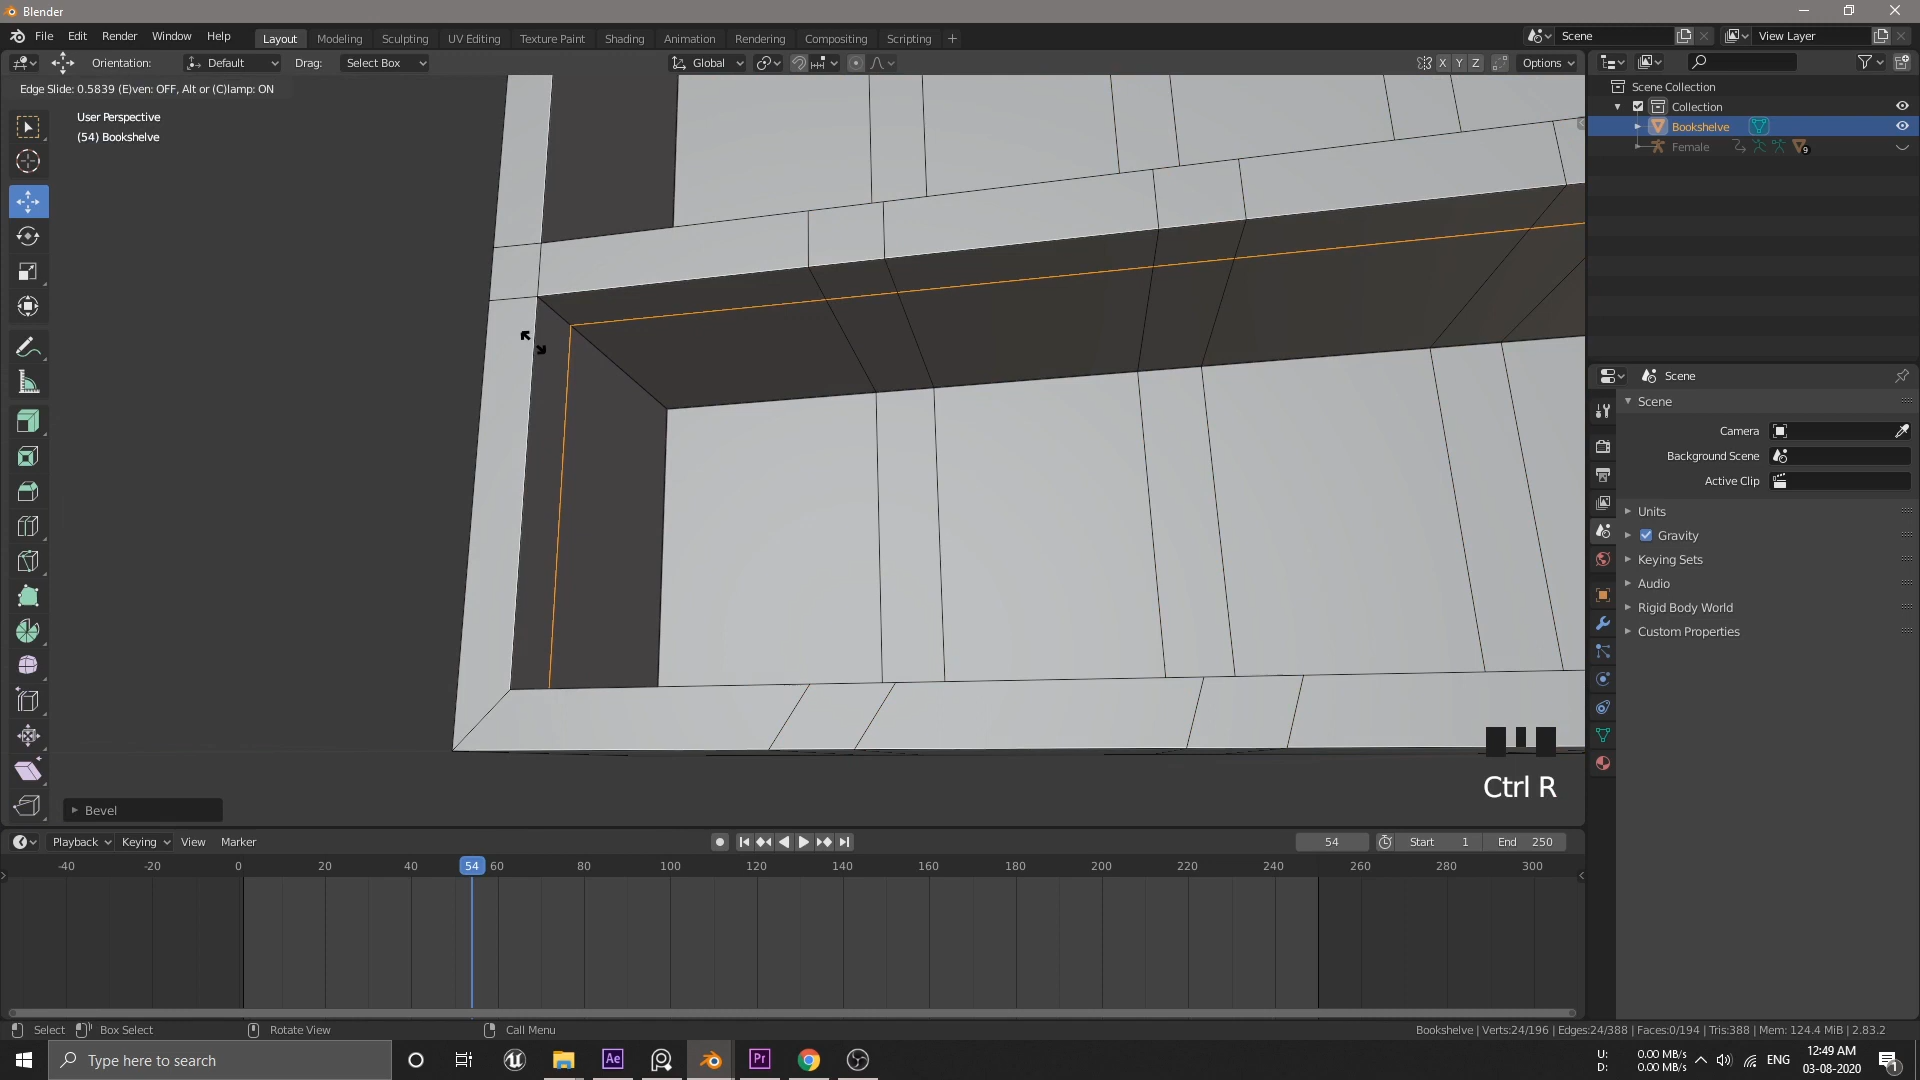 Blender
File Edit Render Window Help
Layout Modeling Sculpting UV Editing Texture Paint Shading Animation Rendering Compositing Scripting
Scene
View Layer
Orientation: Default Drag: Select Box
Global
X Y Z Options
Edge Slide: 0.5839 (E)ven: OFF, Alt or (C)lamp: ON
User Perspective
(54) Bookshelve
Scene Collection
Collection
Bookshelve
Female
9
Scene
Scene
Camera
Background Scene
Active Clip
Units
Gravity
Keying Sets
Audio
Rigid Body World
Custom Properties
Ctrl R
Bevel
Playback Keying View Marker
54 Start 1 End 250
-40 -20 0 20 40 54 60 80 100 120 140 160 180 200 220 240 260 280 300
Select Box Select Rotate View Call Menu
Bookshelve | Verts:24/196 | Edges:24/388 | Faces:0/194 | Tris:388 | Mem: 124.4 MiB | 2.83.2
Type here to search
Ae
Pr
U: 0.00 MB/s
D: 0.00 MB/s
ENG
12:49 AM
03-08-2020
1